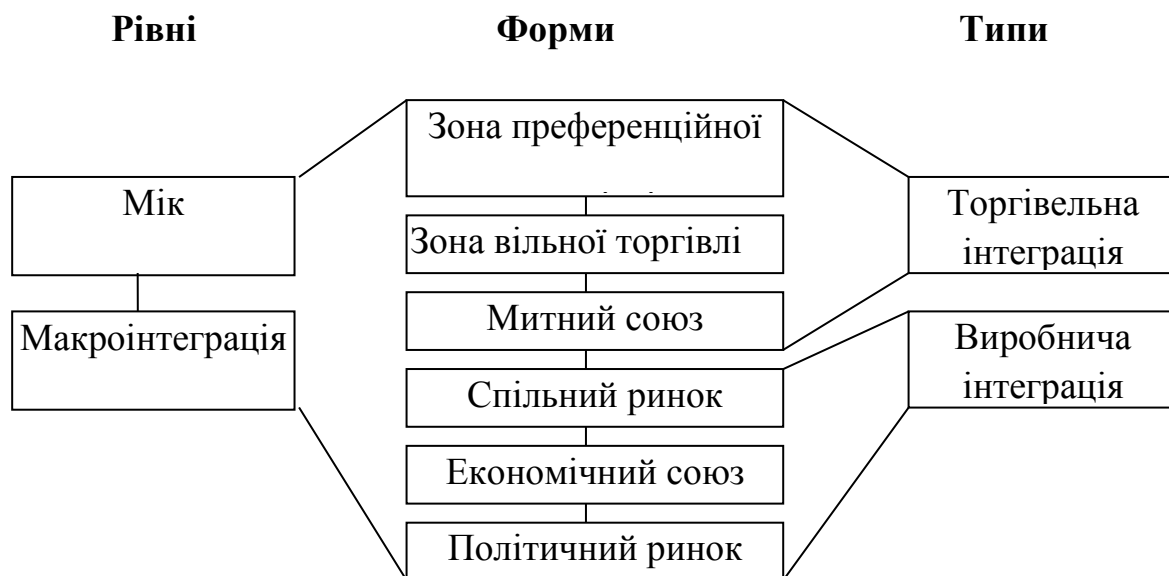 Рівні
Форми
Типи
Зона преференційної
Мік
Торгівельна
інтеграція
Зона вільної торгівлі
Митний союз
Макроінтеграція
Виробнича
інтеграція
Спільний ринок
Економічний союз
Політичний ринок